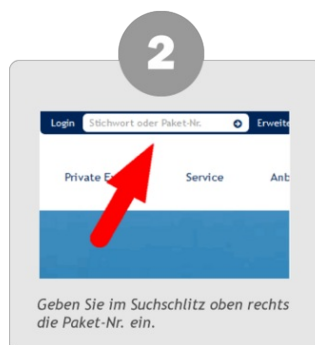 2
Login Stichwort oder Paket-Nr. Erweite
Private Service Anb
Geben Sie im Suchschlitz oben rechts
die Paket-Nr. ein.